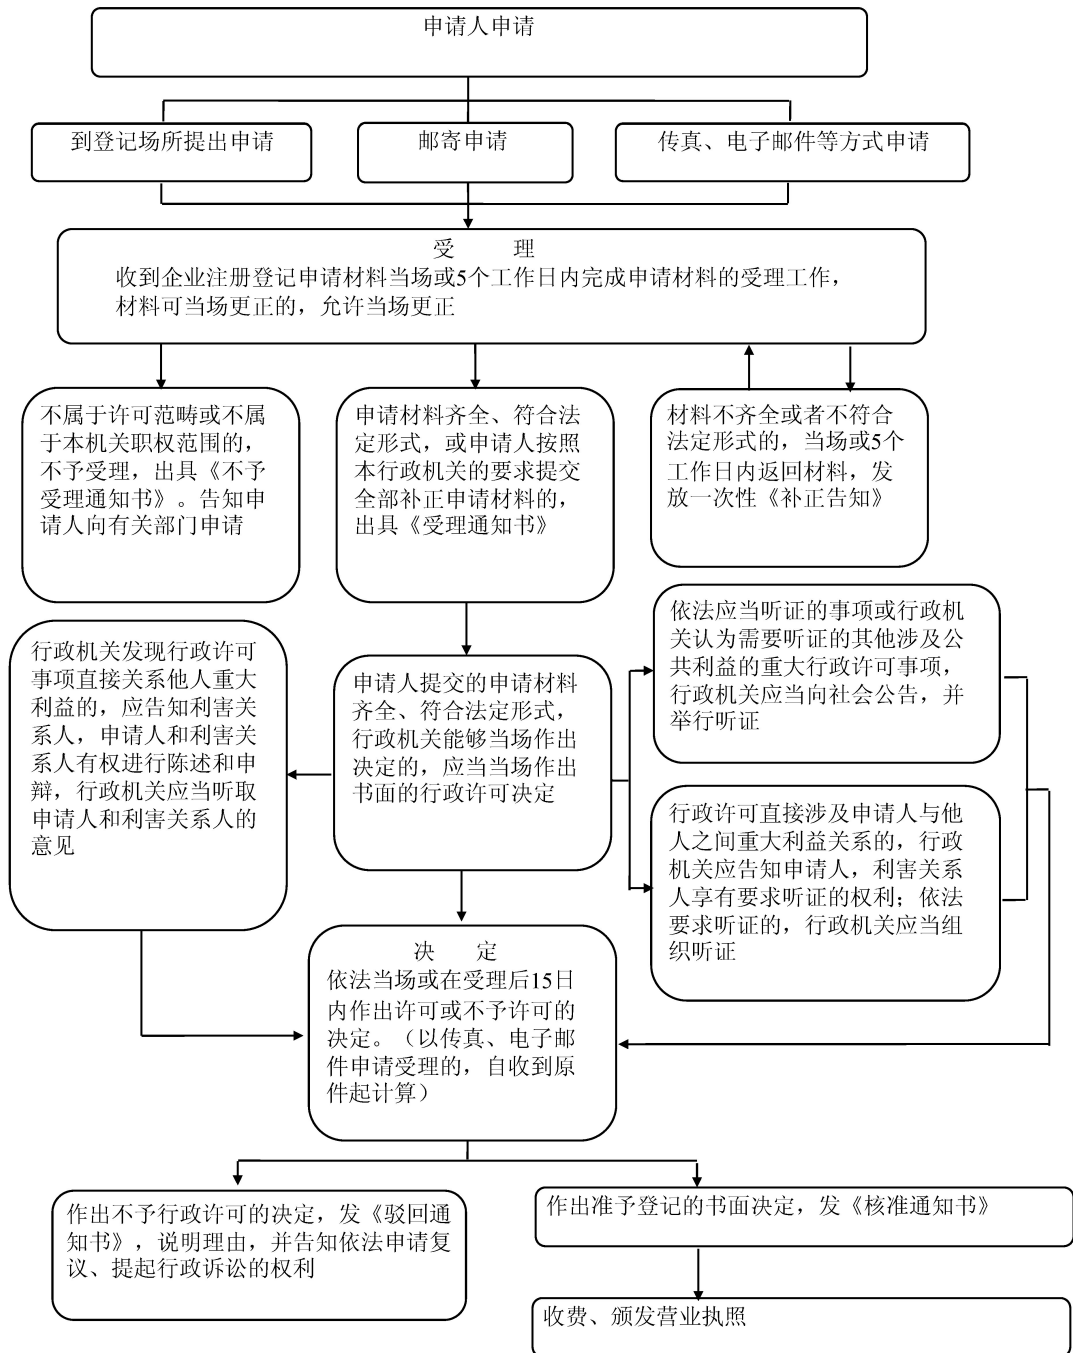 申请人申请
到登记场所提出申请
邮寄申请
传真、电子邮件等方式申请
受 理
收到企业注册登记申请材料当场或5个工作日内完成申请材料的受理工作，
材料可当场更正的，允许当场更正
不属于许可范畴或不属
于本机关职权范围的，
不予受理，出具《不予
受理通知书》。告知申
请人向有关部门申请
申请材料齐全、符合法
定形式，或申请人按照
本行政机关的要求提交
全部补正申请材料的，
出具《受理通知书》
材料不齐全或者不符合
法定形式的，当场或5个
工作日内返回材料，发
放一次性《补正告知》
行政机关发现行政许可
事项直接关系他人重大
利益的，应告知利害关
系人，申请人和利害关
系人有权进行陈述和申
辩，行政机关应当听取
申请人和利害关系人的
意见
申请人提交的申请材料
齐全、符合法定形式，
行政机关能够当场作出
决定的，应当当场作出
书面的行政许可决定
依法应当听证的事项或行政机
关认为需要听证的其他涉及公
共利益的重大行政许可事项，
行政机关应当向社会公告，并
举行听证
行政许可直接涉及申请人与他
人之间重大利益关系的，行政
机关应告知申请人，利害关系
人享有要求听证的权利；依法
要求听证的，行政机关应当组
织听证
决 定
依法当场或在受理后15日
内作出许可或不予许可的
决定。（以传真、电子邮
件申请受理的，自收到原
件起计算）
作出不予行政许可的决定，发《驳回通
知书》，说明理由，并告知依法申请复
议、提起行政诉讼的权利
作出准予登记的书面决定，发《核准通知书》
收费、颁发营业执照